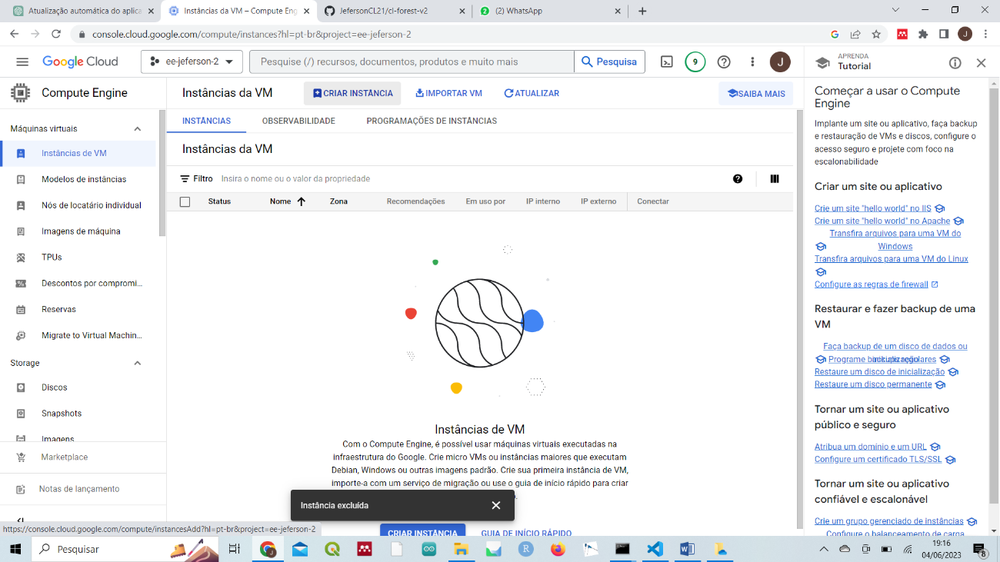 Atualização automática do aplica
Instâncias da VM – Compute Eng
JefersonCL21/cl-forest-v2
(2) WhatsApp
console.cloud.google.com/compute/instances?hl=pt-br&project=ee-jeferson-2
J
Google Cloud
ee-jeferson-2
Pesquise (/) recursos, documentos, produtos e muito mais
Pesquisa
9
J
APRENDA
Tutorial
Compute Engine
Máquinas virtuais
Instâncias de VM
Modelos de instâncias
Nós de locatário individual
Imagens de máquina
TPUs
Descontos por compromi...
Reservas
Migrate to Virtual Machin...
Storage
Discos
Snapshots
Imagens
Marketplace
Notas de lançamento
Instâncias da VM
CRIAR INSTÂNCIA
IMPORTAR VM
ATUALIZAR
SAIBA MAIS
INSTÂNCIAS
OBSERVABILIDADE
PROGRAMAÇÕES DE INSTÂNCIAS
Instâncias da VM
Filtro Insira o nome ou o valor da propriedade
Status Nome Zona Recomendações Em uso por IP interno IP externo Conectar
Instâncias de VM
Com o Compute Engine, é possível usar máquinas virtuais executadas na
infraestrutura do Google. Crie micro VMs ou instâncias maiores que executam
Debian, Windows ou outras imagens padrão. Crie sua primeira instância de VM,
importe-a com um serviço de migração ou use o guia de início rápido para criar
Instância excluída
CRIAR INSTÂNCIA
GUIA DE INÍCIO RÁPIDO
Começar a usar o Compute
Engine
Implante um site ou aplicativo, faça backup
e restauração de VMs e discos, configure o
acesso seguro e projete com foco na
escalonabilidade
Criar um site ou aplicativo
Crie um site "hello world" no IIS
Crie um site "hello world" no Apache
Transfira arquivos para uma VM do
Windows
Transfira arquivos para uma VM do Linux
Configure as regras de firewall
Restaurar e fazer backup de uma
VM
Faça backup de um disco de dados ou
Programe backups regulares
Restaure um disco de inicialização
Restaure um disco permanente
Tornar um site ou aplicativo
público e seguro
Atribua um domínio e um URL
Configure um certificado TLS/SSL
Tornar um site ou aplicativo
confiável e escalonável
Crie um grupo gerenciado de instâncias
Configure o balanceamento de carga
https://console.cloud.google.com/compute/instancesAdd?hl=pt-br&project=ee-jeferson-2
Pesquisar
19:16
04/06/2023
8